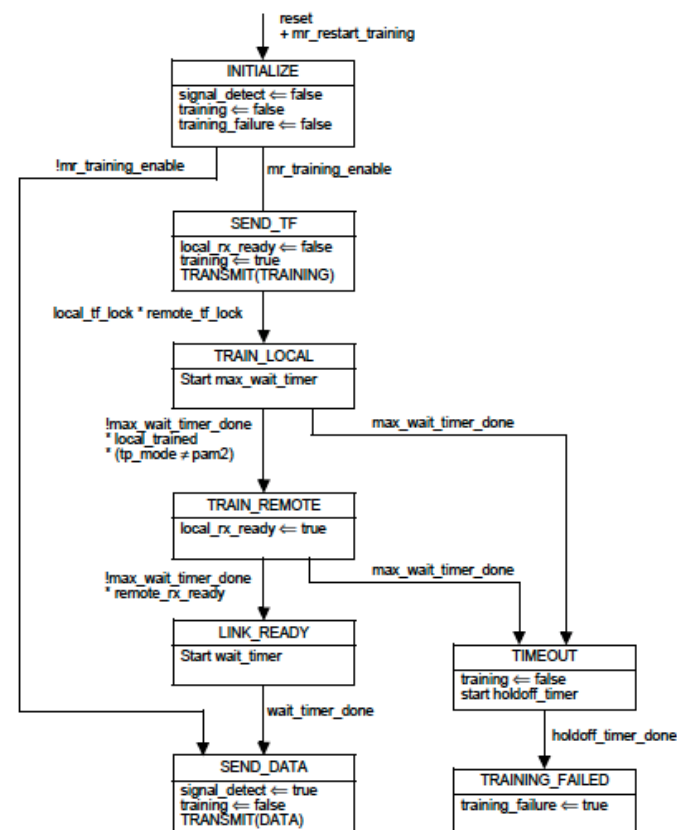 reset
+ mr_restart_training
INITIALIZE
signal_detect ⇐ false
training ⇐ false
training_failure ⇐ false
!mr_training_enable
mr_training_enable
SEND_TF
local_rx_ready ⇐ false
training ⇐ true
TRANSMIT(TRAINING)
local_tf_lock * remote_tf_lock
TRAIN_LOCAL
Start max_wait_timer
!max_wait_timer_done
* local_trained
* (tp_mode ≠ pam2)
max_wait_timer_done
TRAIN_REMOTE
local_rx_ready ⇐ true
!max_wait_timer_done
* remote_rx_ready
max_wait_timer_done
LINK_READY
Start wait_timer
TIMEOUT
training ⇐ false
start holdoff_timer
wait_timer_done
holdoff_timer_done
SEND_DATA
signal_detect ⇐ true
training ⇐ false
TRANSMIT(DATA)
TRAINING_FAILED
training_failure ⇐ true